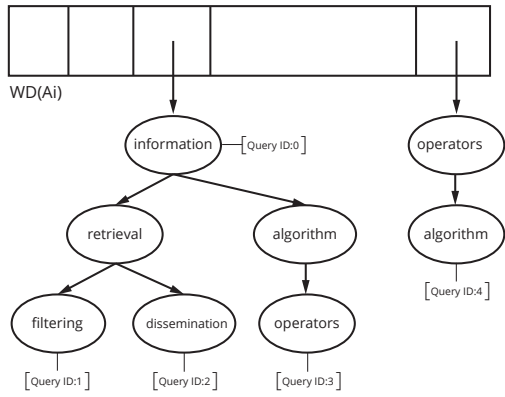 WD(Ai)
information
[Query ID:0]
operators
retrieval
algorithm
algorithm
[Query ID:4]
filtering
dissemination
operators
[Query ID:1]
[Query ID:2]
[Query ID:3]